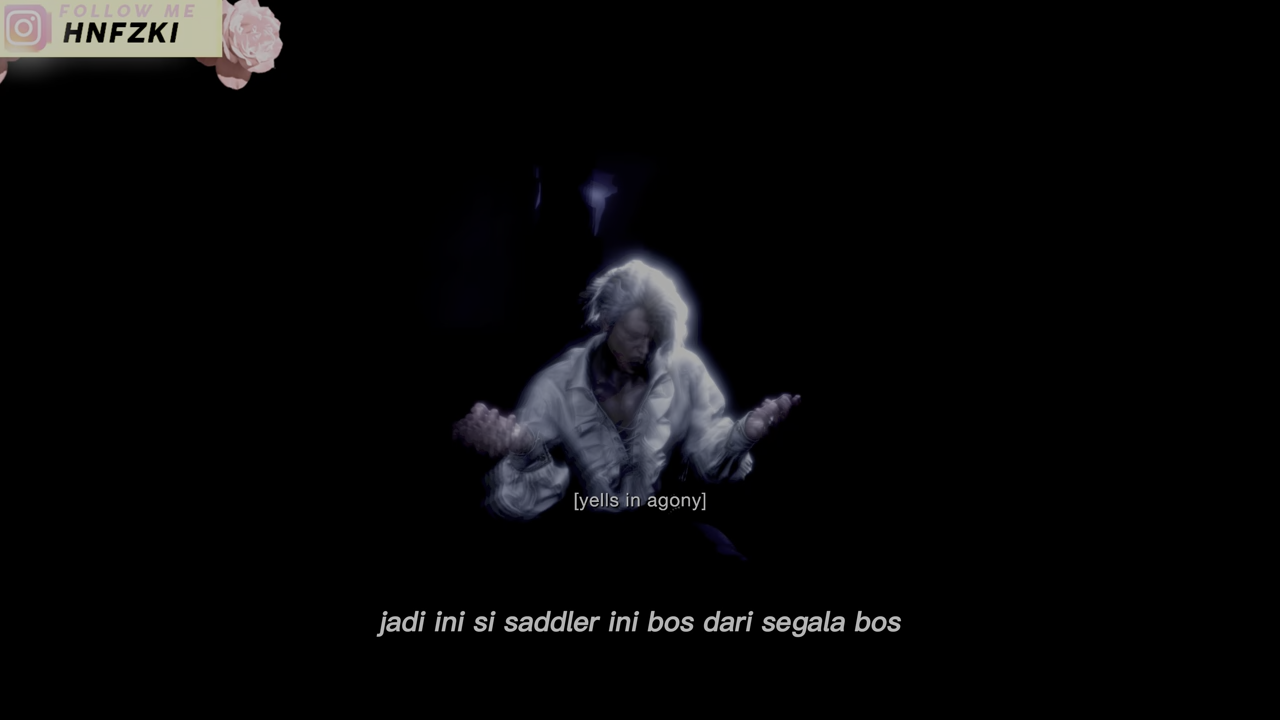 FOLLOW ME
HNFZKI
[yells in agony]
jadi ini si saddler ini bos dari segala bos